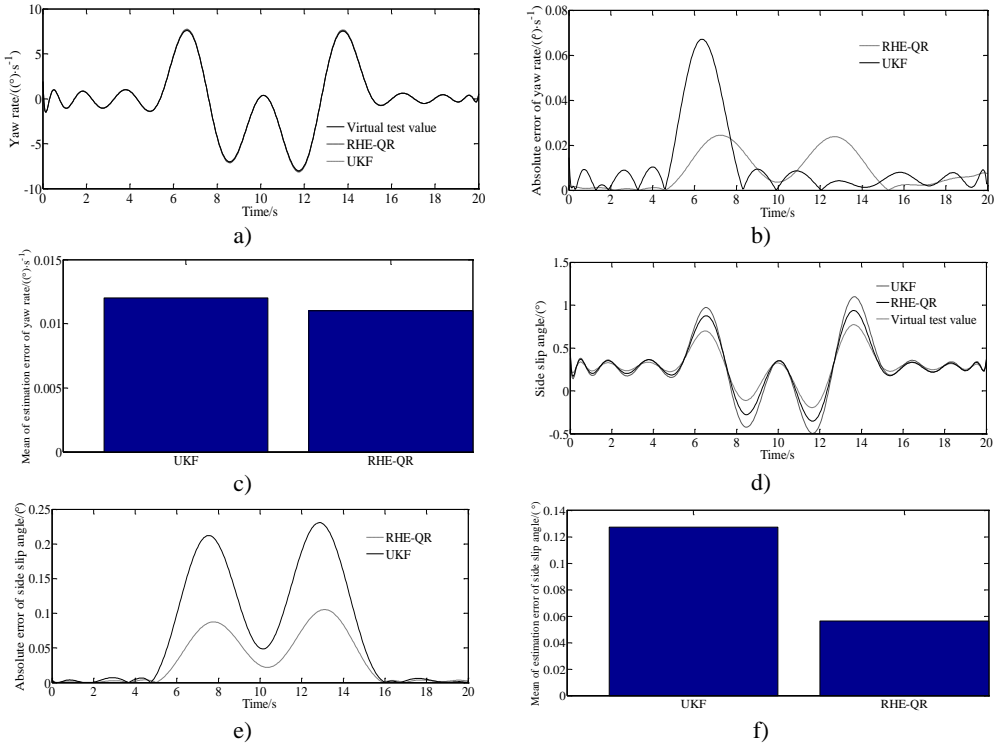 10
5
0
-5
-10
Yaw rate/((°)·s-1)
Virtual test value
RHE-QR
UKF
0 2 4 6 8 10 12 14 16 18 20
Time/s
a)
0.08
0.06
0.04
0.02
0
Absolute error of yaw rate/((°)·s-1)
RHE-QR
UKF
0 2 4 6 8 10 12 14 16 18 20
Time/s
b)
0.015
0.01
0.005
0
Mean of estimation error of yaw rate/((°)·s-1)
UKF RHE-QR
c)
1.5
1
0.5
0
-0.5
Side slip angle/(°)
UKF
RHE-QR
Virtual test value
0 2 4 6 8 10 12 14 16 18 20
Time/s
d)
0.25
0.2
0.15
0.1
0.05
0
Absolute error of side slip angle/(°)
RHE-QR
UKF
0 2 4 6 8 10 12 14 16 18 20
Time/s
e)
0.14
0.12
0.1
0.08
0.06
0.04
0.02
0
Mean of estimation error of side slip angle/(°)
UKF RHE-QR
f)